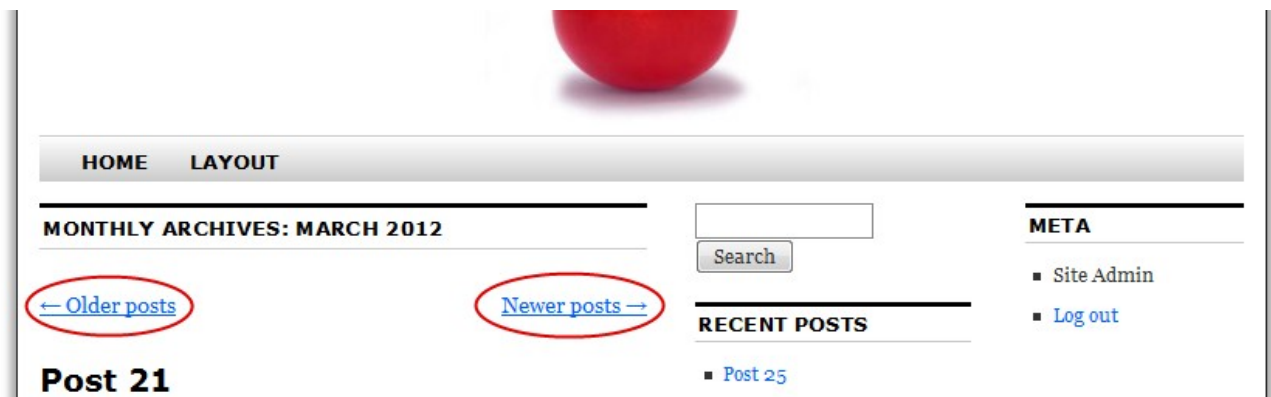 HOME LAYOUT
MONTHLY ARCHIVES: MARCH 2012
← Older posts
Newer posts →
Post 21
Search
RECENT POSTS
Post 25
META
Site Admin
Log out